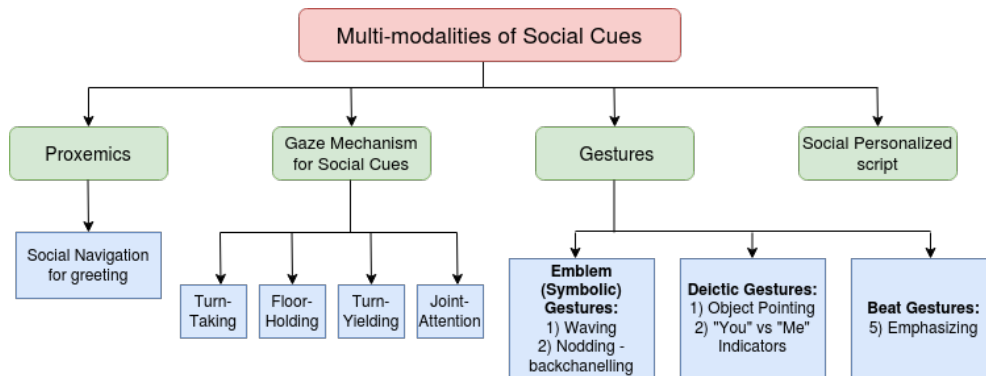 Multi-modalities of Social Cues
Proxemics
Gaze Mechanism
for Social Cues
Gestures
Social Personalized
script
Social Navigation
for greeting
Turn-
Taking
Floor-
Holding
Turn-
Yielding
Joint-
Attention
Emblem
(Symbolic)
Gestures:
1) Waving
2) Nodding -
backchanelling
Deictic Gestures:
1) Object Pointing
2) "You" vs "Me"
Indicators
Beat Gestures:
5) Emphasizing